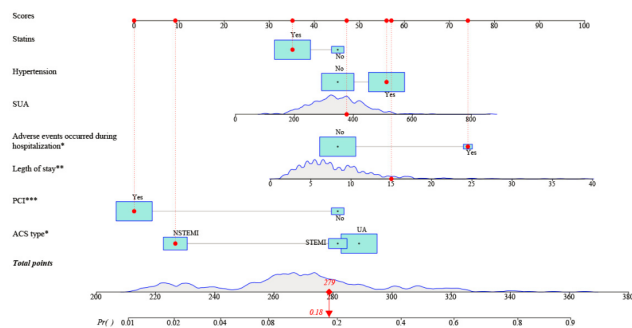 Scores 0 10 20 30 40 50 60 70 80 90 100
Statins Yes No
Hypertension No Yes
SUA 0 200 400 600 800
Adverse events occurred during
hospitalization* No Yes
Legth of stay** 0 5 10 15 20 25 30 35 40
PCI*** Yes No
ACS type* NSTEMI STEMI UA
Total points
279
200 220 240 260 280 300 320 340 360 380
0.18
Pr( ) 0.01 0.02 0.04 0.08 0.2 0.4 0.6 0.8 0.9